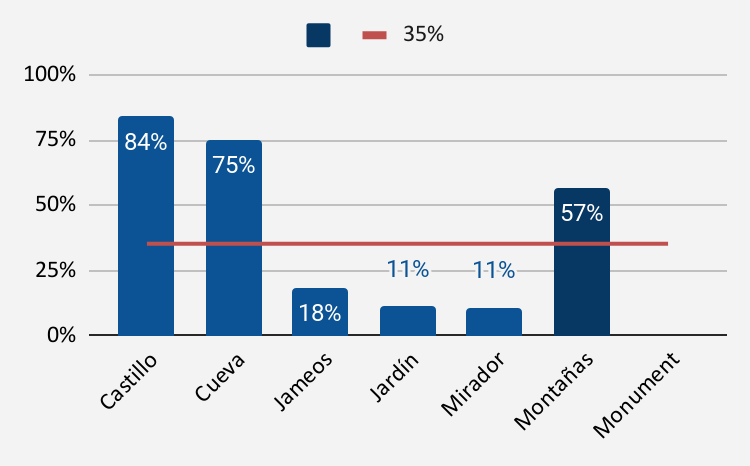 35%
100%
75%
50%
25%
0%
84%
75%
18%
11%
11%
57%
Castillo
Cueva
Jameos
Jardín
Mirador
Montañas
Monument